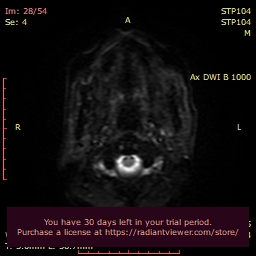 Im: 28/54
Se: 4
A
STP104
STP104
M
Ax DWI B 1000
R
L
You have 30 days left in your trial period.
Purchase a license at https://radiantviewer.com/store/